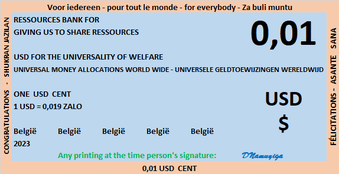 Voor iedereen - pour tout le monde - for everybody - Za buli muntu
RESSOURCES BANK FOR
GIVING US TO SHARE RESSOURCES
0,01
USD FOR THE UNIVERSALITY OF WELFARE
UNIVERSAL MONEY ALLOCATIONS WORLD WIDE - UNIVERSELE GELDTOEWIJZINGEN WERELDWIJD
ONE USD CENT
1 USD = 0,019 ZALO
USD
$
België België België België België
2023
Any printing at the time person's signature: DNamuyiga
0,01 USD CENT
CONGRATULATIONS - SHUKRAN JAZILAN
FÉLICITATIONS - ASANTE SANA